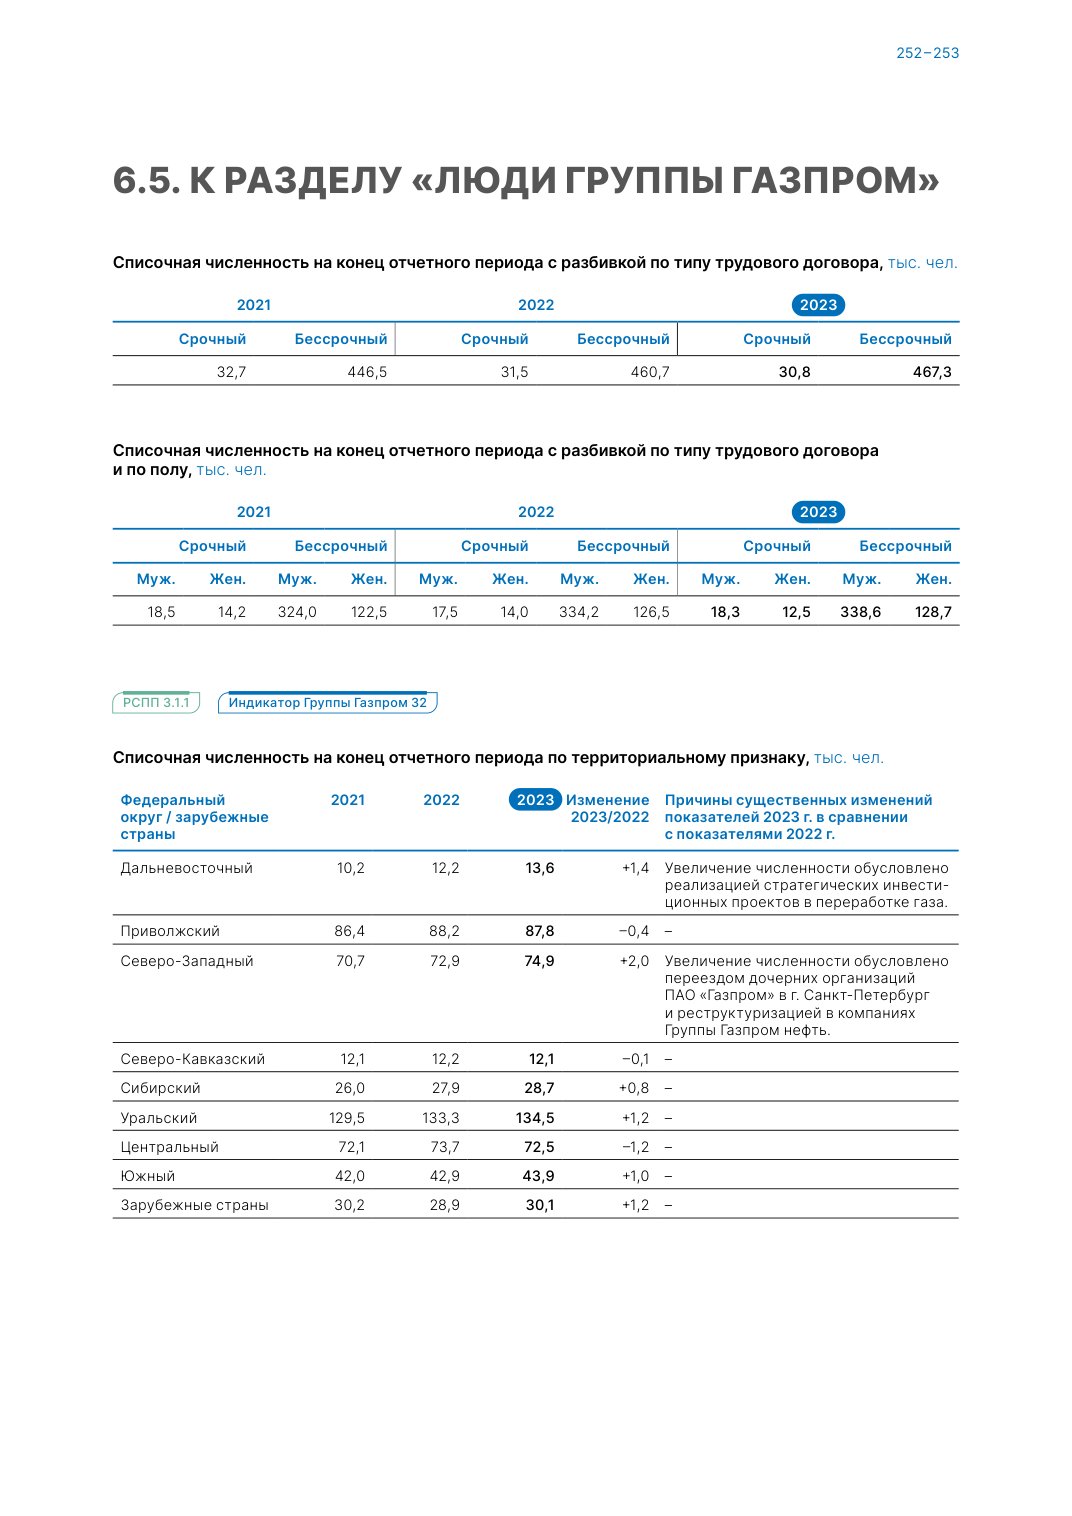 252–253
6.5. К РАЗДЕЛУ «ЛЮДИ ГРУППЫ ГАЗПРОМ»
Списочная численность на конец отчетного периода с разбивкой по типу трудового договора, тыс. чел.
2021 2022 2023
Срочный Бессрочный Срочный Бессрочный Срочный Бессрочный
32,7 446,5 31,5 460,7 30,8 467,3
Списочная численность на конец отчетного периода с разбивкой по типу трудового договора
и по полу, тыс. чел.
2021 2022 2023
Срочный Бессрочный Срочный Бессрочный Срочный Бессрочный
Муж. Жен. Муж. Жен. Муж. Жен. Муж. Жен. Муж. Жен. Муж. Жен.
18,5 14,2 324,0 122,5 17,5 14,0 334,2 126,5 18,3 12,5 338,6 128,7
РСПП 3.1.1 Индикатор Группы Газпром 32
Списочная численность на конец отчетного периода по территориальному признаку, тыс. чел.
Федеральный 2021 2022 2023 Изменение Причины существенных изменений
округ / зарубежные 2023/2022 показателей 2023 г. в сравнении
страны с показателями 2022 г.
Дальневосточный 10,2 12,2 13,6 +1,4 Увеличение численности обусловлено
реализацией стратегических инвести-
ционных проектов в переработке газа.
Приволжский 86,4 88,2 87,8 −0,4 –
Северо-Западный 70,7 72,9 74,9 +2,0 Увеличение численности обусловлено
переездом дочерних организаций
ПАО «Газпром» в г. Санкт-Петербург
и реструктуризацией в компаниях
Группы Газпром нефть.
Северо-Кавказский 12,1 12,2 12,1 −0,1 –
Сибирский 26,0 27,9 28,7 +0,8 –
Уральский 129,5 133,3 134,5 +1,2 –
Центральный 72,1 73,7 72,5 −1,2 –
Южный 42,0 42,9 43,9 +1,0 –
Зарубежные страны 30,2 28,9 30,1 +1,2 –